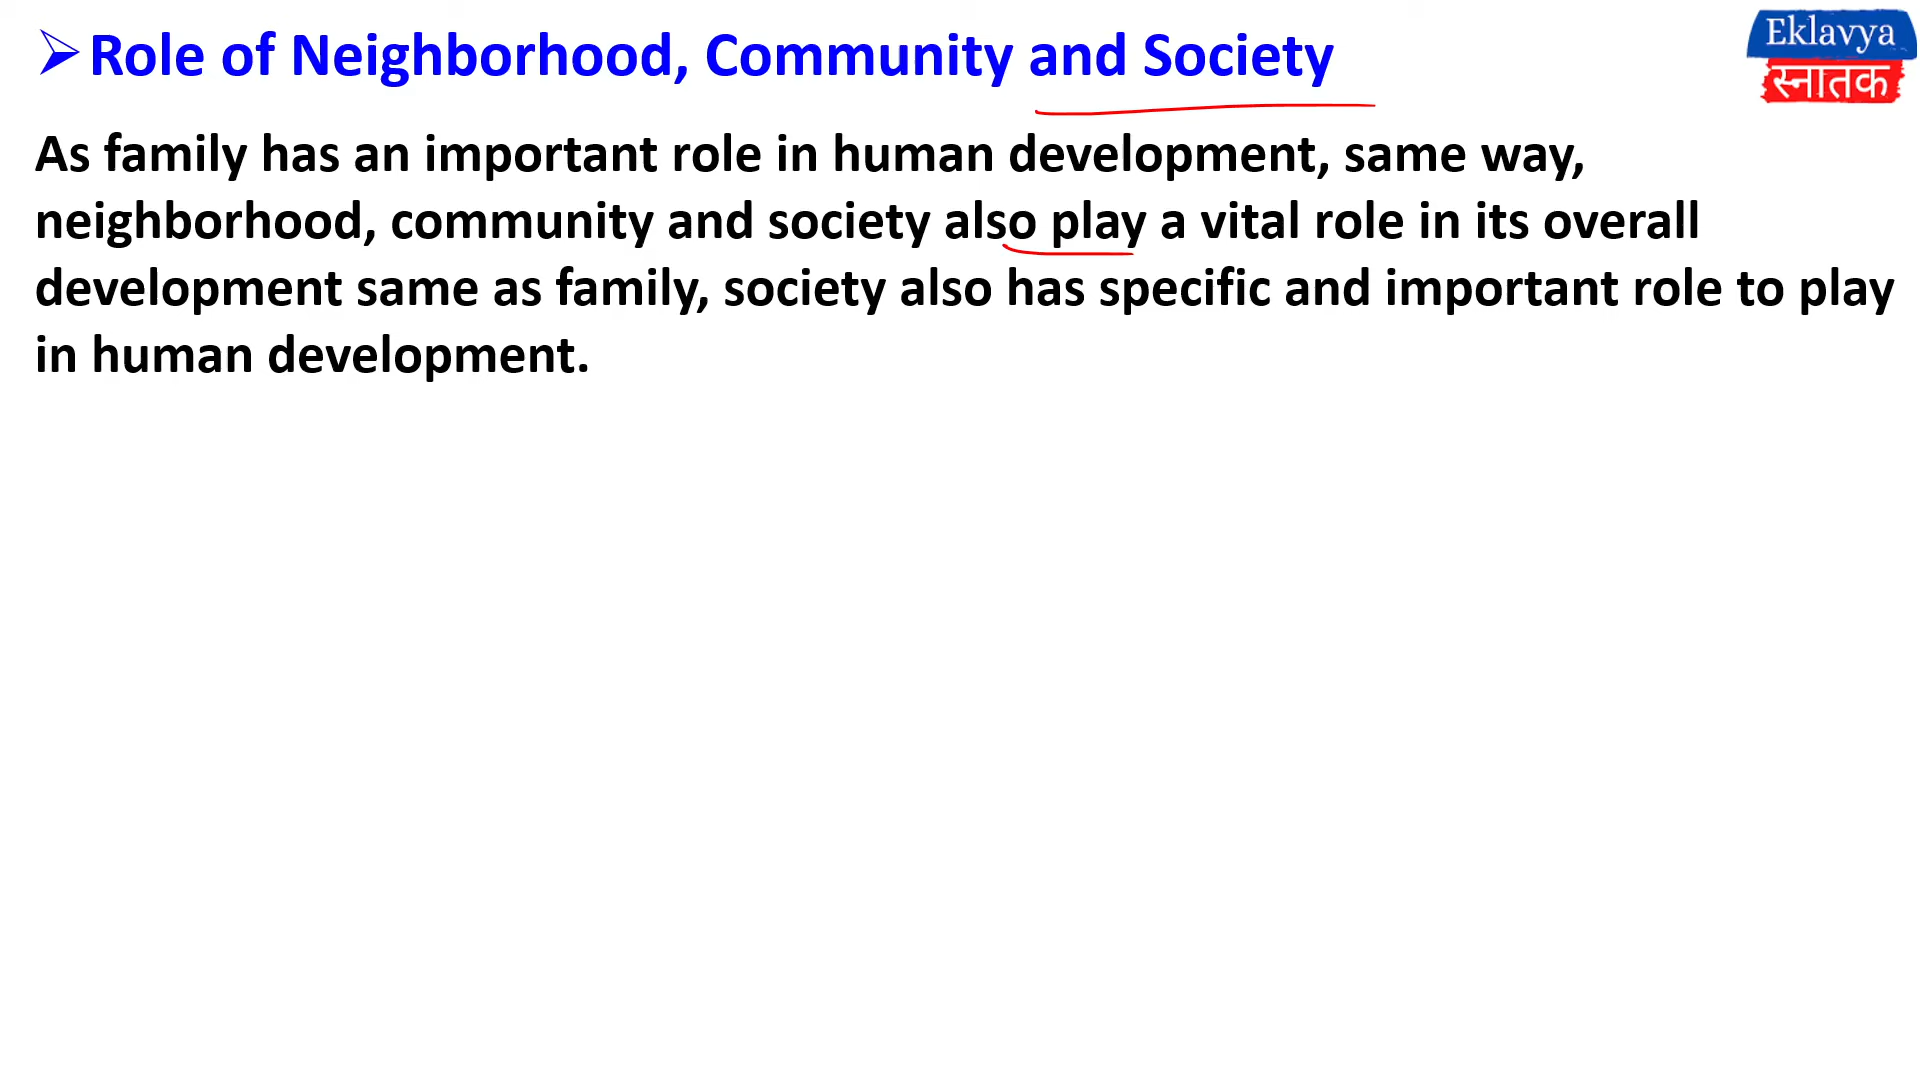 ➢Role of Neighborhood, Community and Society
Eklavya
स्नातक
As family has an important role in human development, same way,
neighborhood, community and society also play a vital role in its overall
development same as family, society also has specific and important role to play
in human development.